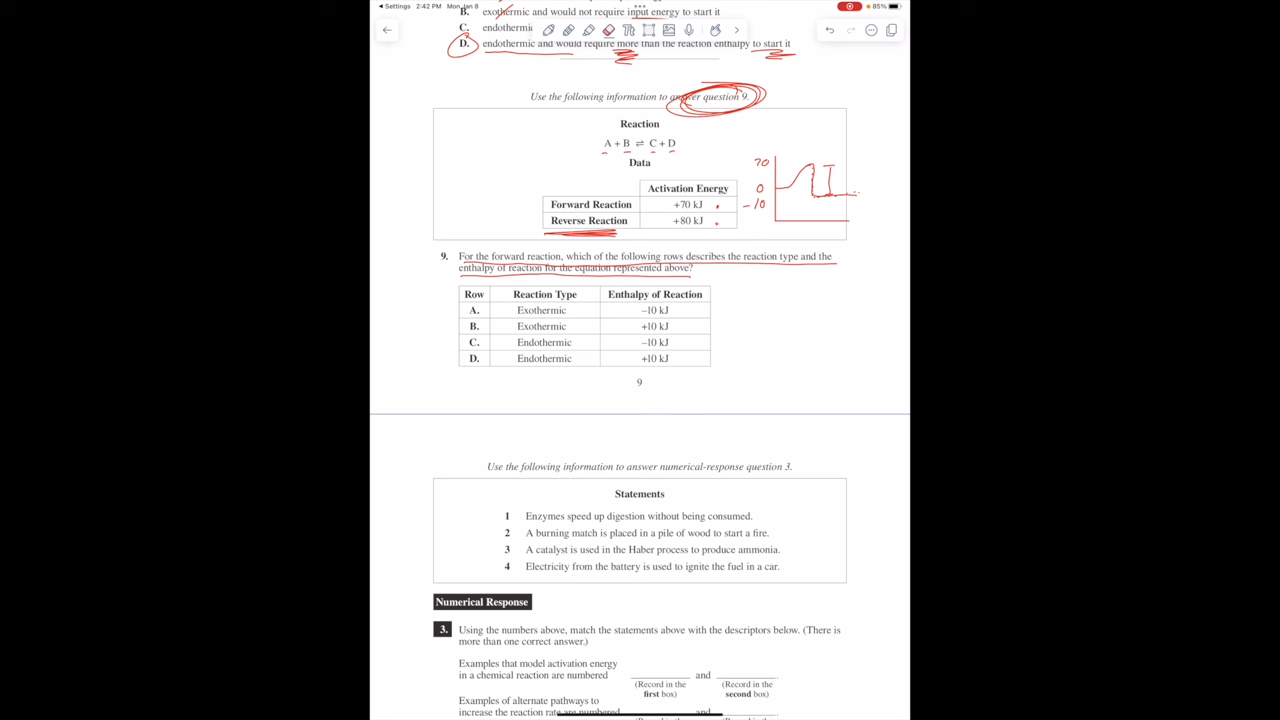 Settings 2:42 PM Mon Jan 8
85%
B. exothermic and would not require input energy to start it
C. endothermic
D. endothermic and would require more than the reaction enthalpy to start it
Use the following information to answer question 9.
Reaction
A + B ⇌ C + D
Data
Activation Energy
Forward Reaction +70 kJ
Reverse Reaction +80 kJ
70
0
-10
9. For the forward reaction, which of the following rows describes the reaction type and the
enthalpy of reaction for the equation represented above?
Row Reaction Type Enthalpy of Reaction
A. Exothermic –10 kJ
B. Exothermic +10 kJ
C. Endothermic –10 kJ
D. Endothermic +10 kJ
9
Use the following information to answer numerical-response question 3.
Statements
1 Enzymes speed up digestion without being consumed.
2 A burning match is placed in a pile of wood to start a fire.
3 A catalyst is used in the Haber process to produce ammonia.
4 Electricity from the battery is used to ignite the fuel in a car.
Numerical Response
3. Using the numbers above, match the statements above with the descriptors below. (There is
more than one correct answer.)
Examples that model activation energy
in a chemical reaction are numbered and .
(Record in the first box) (Record in the second box)
Examples of alternate pathways to
increase the reaction rate are numbered and
(Record in the (Record in the